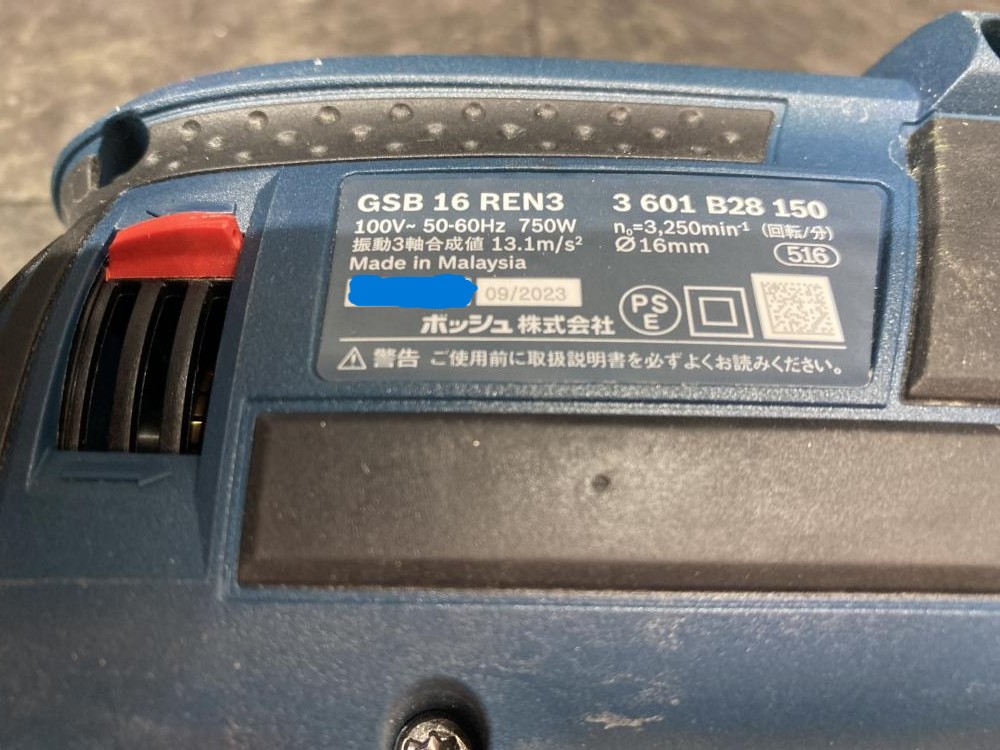 GSB 16 REN3 3 601 B28 150
100V~ 50-60Hz 750W n₀=3,250min⁻¹ (回転/分)
振動3軸合成値 13.1m/s² Ø16mm 516
Made in Malaysia
09/2023
ボッシュ株式会社 PSE
警告 ご使用前に取扱説明書を必ずよくお読みください。